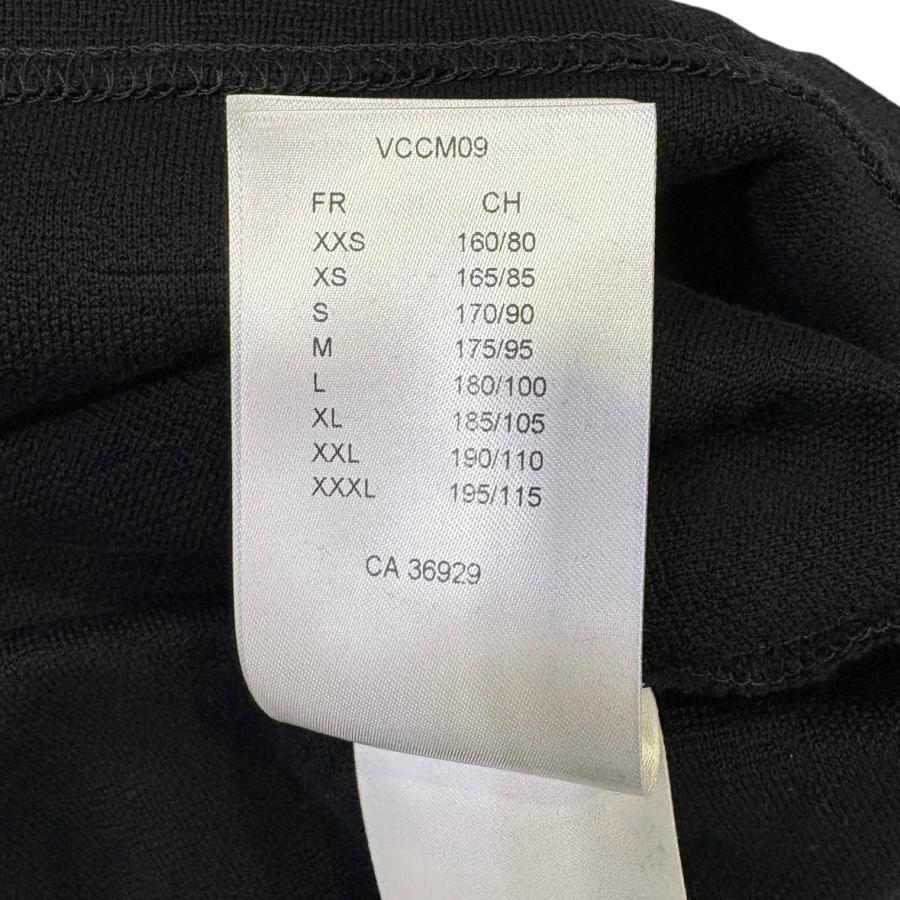 VCCM09
FR CH
XXS 160/80
XS 165/85
S 170/90
M 175/95
L 180/100
XL 185/105
XXL 190/110
XXXL 195/115
CA 36929